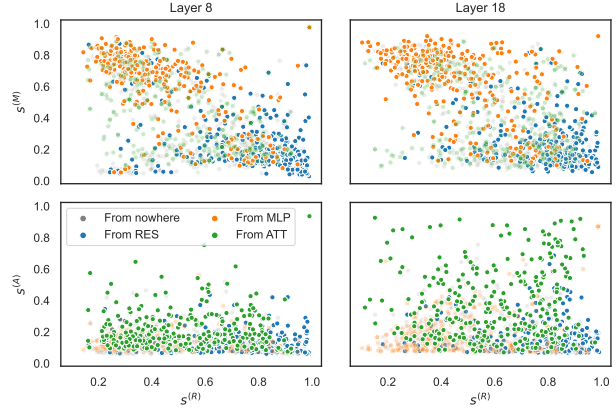 Layer 8
Layer 18
1.0
0.8
0.6
0.4
0.2
0.0
s(M)
1.0
0.8
0.6
0.4
0.2
0.0
s(A)
From nowhere
From RES
From MLP
From ATT
0.2 0.4 0.6 0.8 1.0
0.2 0.4 0.6 0.8 1.0
s(R)
s(R)